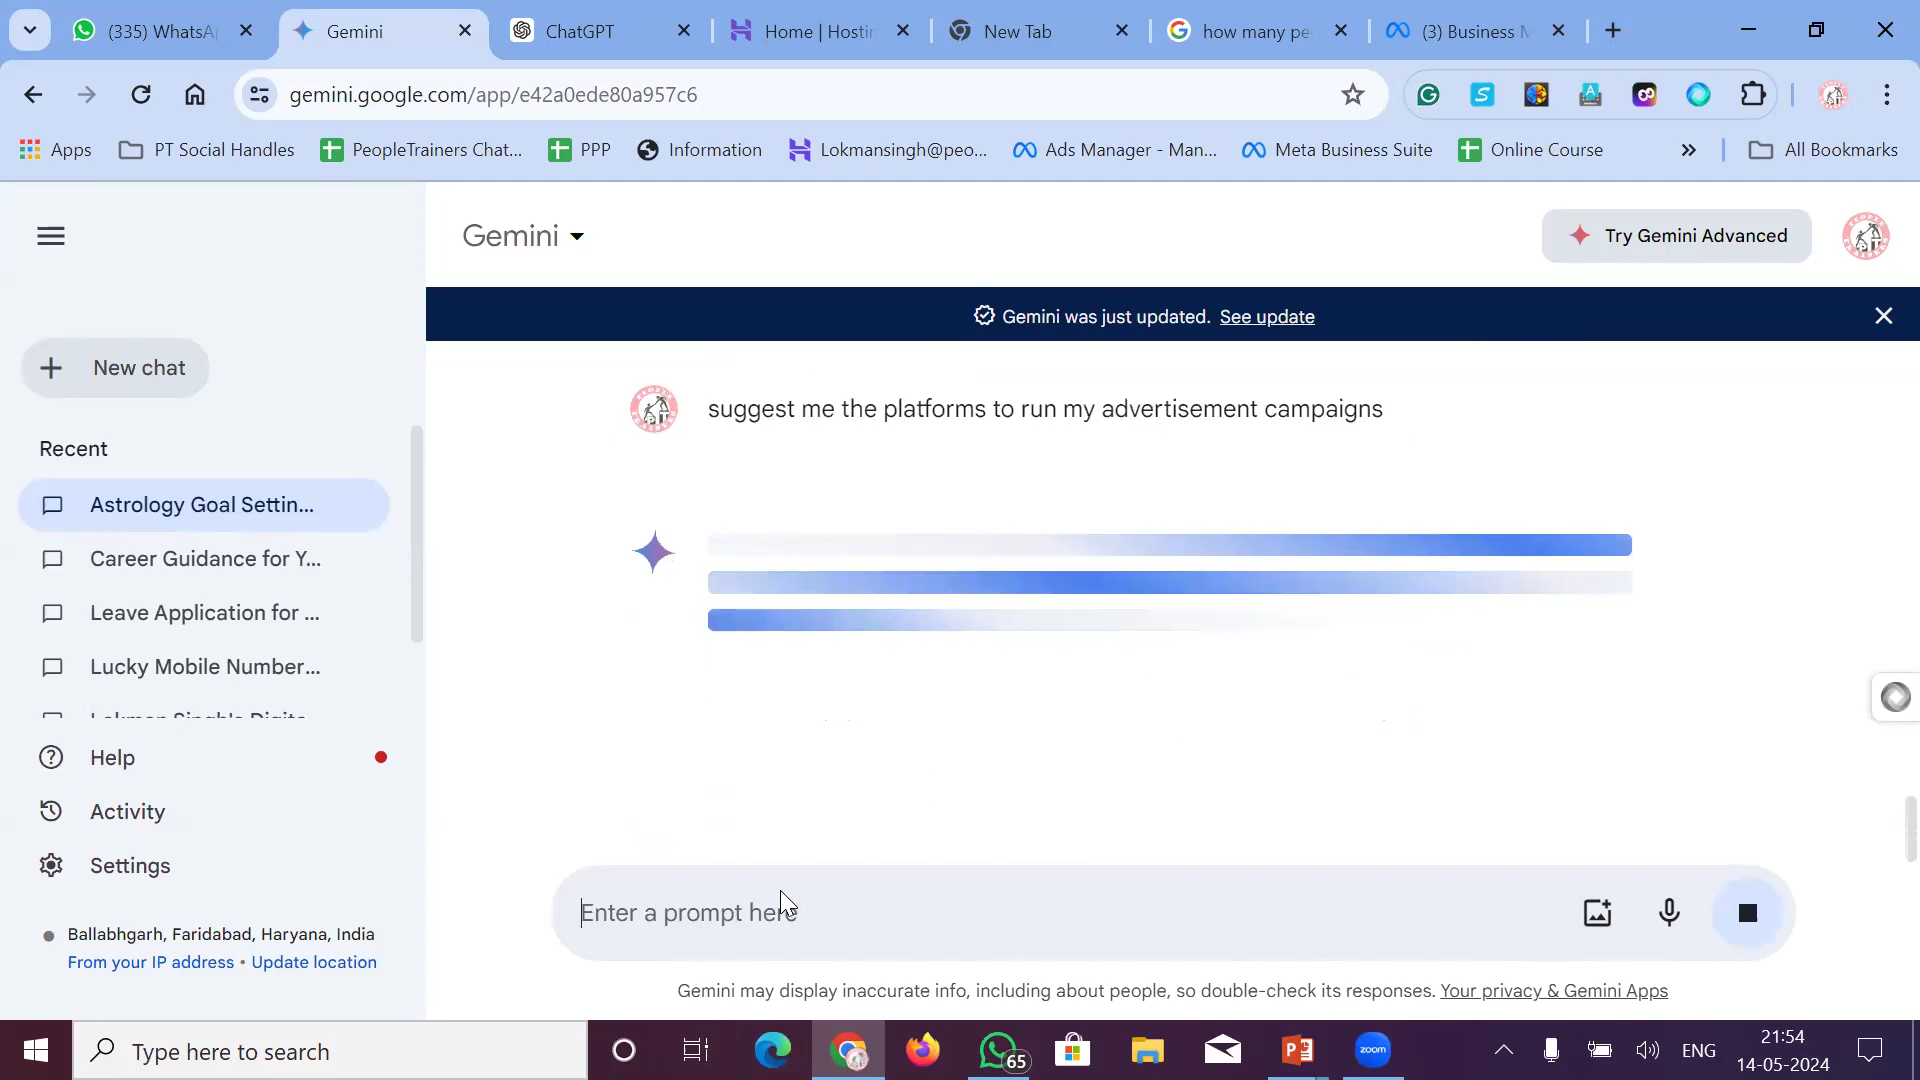 (335) WhatsA
Gemini
ChatGPT
Home | Hostin
New Tab
how many pe
(3) Business M
gemini.google.com/app/e42a0ede80a957c6
Apps
PT Social Handles
PeopleTrainers Chat...
PPP
Information
Lokmansingh@peo...
Ads Manager - Man...
Meta Business Suite
Online Course
»
All Bookmarks
Gemini
Try Gemini Advanced
Gemini was just updated. See update
New chat
suggest me the platforms to run my advertisement campaigns
Recent
Astrology Goal Settin...
Career Guidance for Y...
Leave Application for ...
Lucky Mobile Number...
Help
Activity
Settings
Ballabhgarh, Faridabad, Haryana, India
From your IP address • Update location
Enter a prompt here
Gemini may display inaccurate info, including about people, so double-check its responses. Your privacy & Gemini Apps
Type here to search
65
zoom
ENG
21:54
14-05-2024